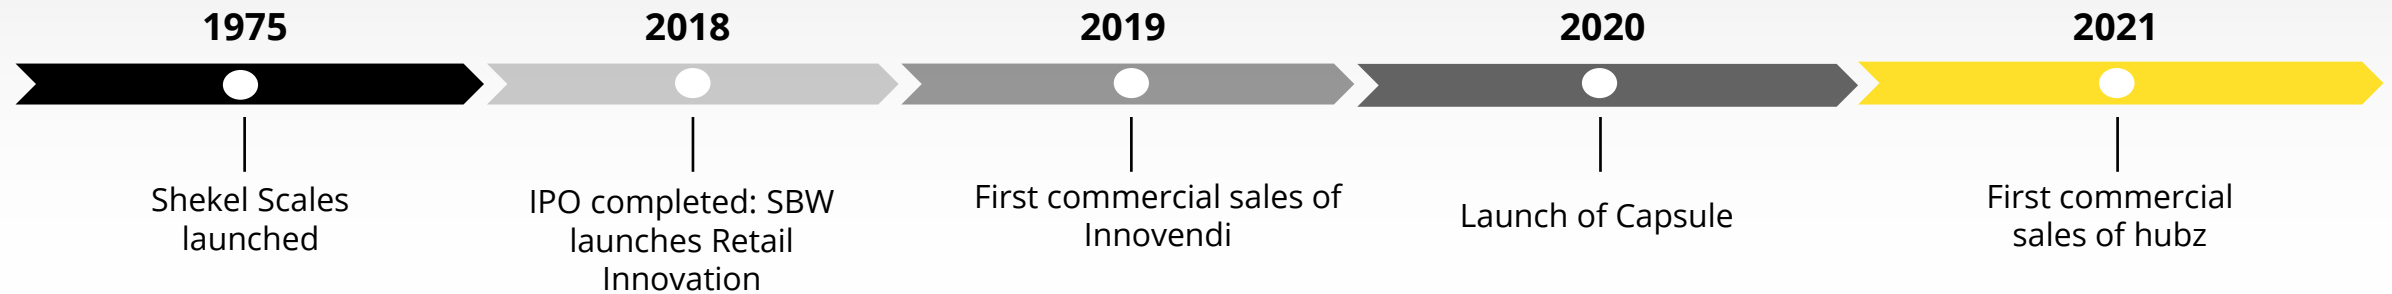 1975
2018
2019
2020
2021
Shekel Scales
launched
IPO completed: SBW
launches Retail
Innovation
First commercial sales of
Innovendi
Launch of Capsule
First commercial
sales of hubz